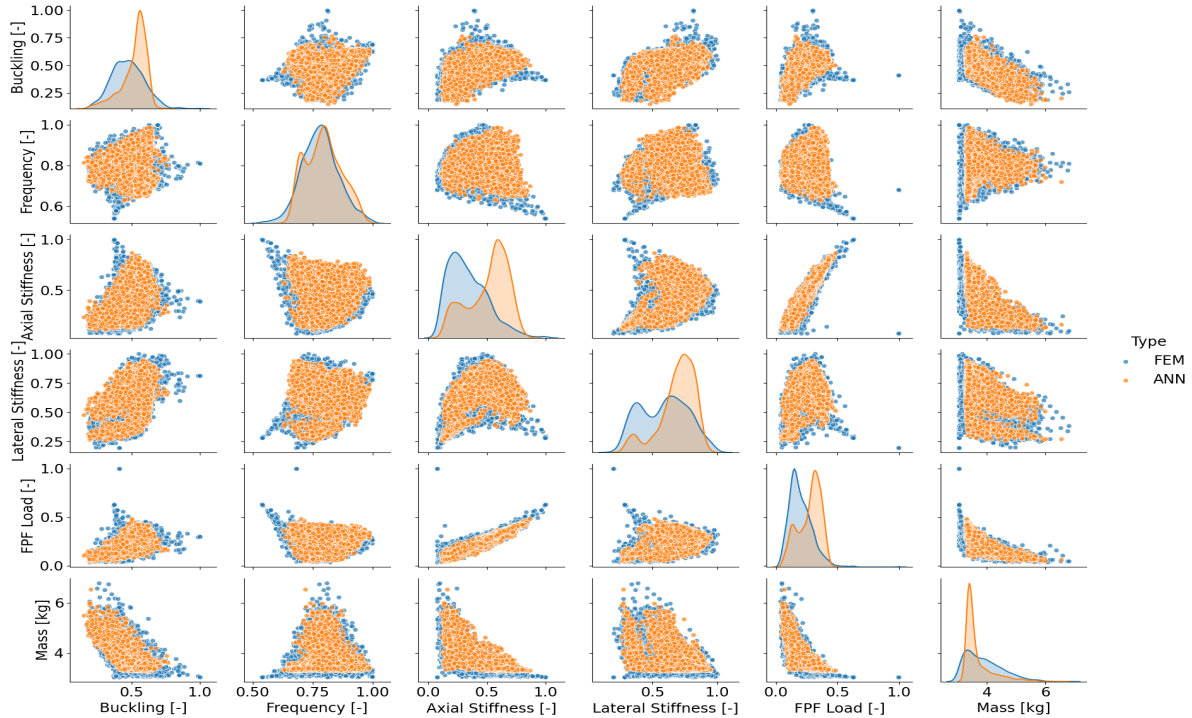 Buckling [-]
1.00
0.75
0.50
0.25
Frequency [-]
1.0
0.8
0.6
Axial Stiffness [-]
1.0
0.5
Lateral Stiffness [-]
1.00
0.75
0.50
0.25
FPF Load [-]
1.0
0.5
0.0
Mass [kg]
6
4
0.5 1.0
0.50 0.75 1.00
0.0 0.5 1.0
0.5 1.0
0.0 0.5 1.0
4 6
Buckling [-]
Frequency [-]
Axial Stiffness [-]
Lateral Stiffness [-]
FPF Load [-]
Mass [kg]
Type
FEM
ANN